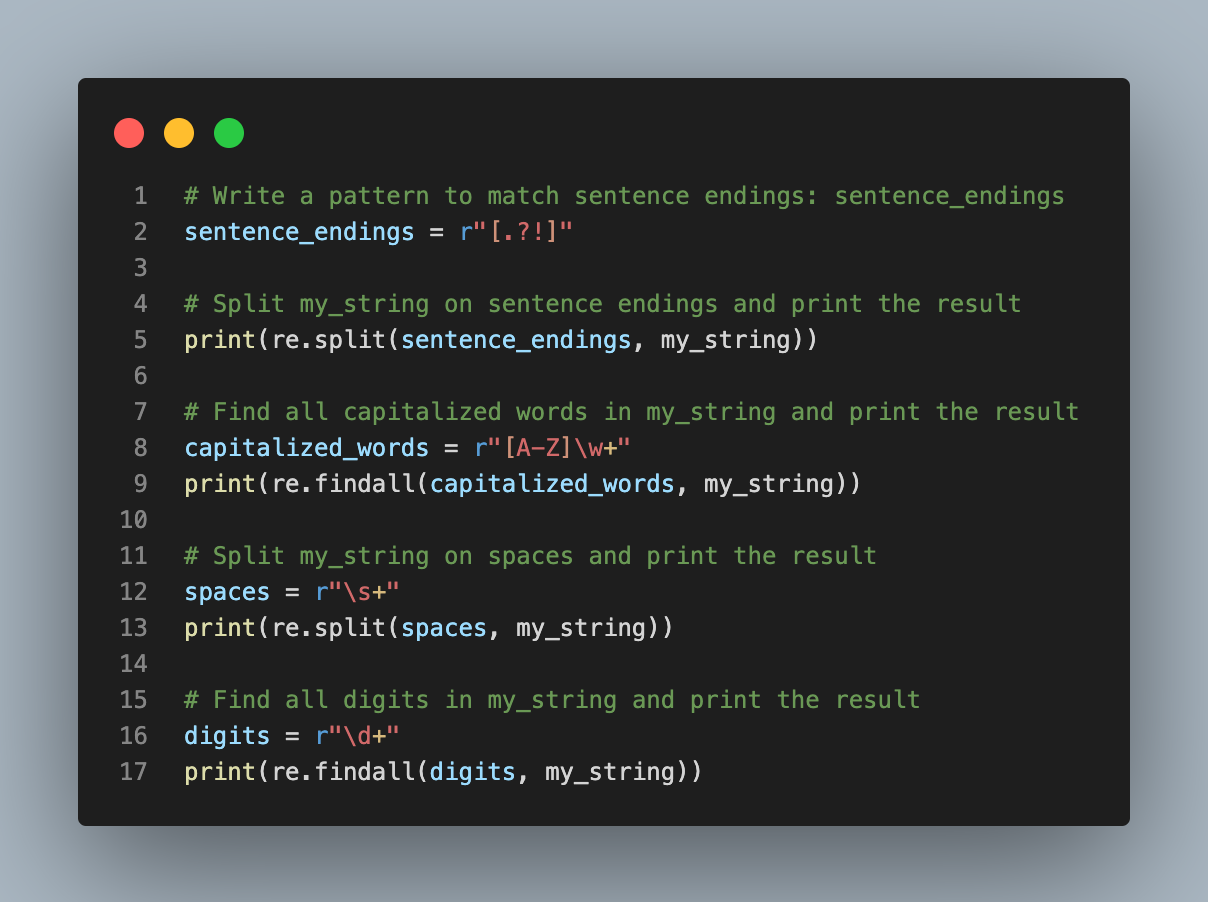 1 # Write a pattern to match sentence endings: sentence_endings
2 sentence_endings = r"[.?!]"
3
4 # Split my_string on sentence endings and print the result
5 print(re.split(sentence_endings, my_string))
6
7 # Find all capitalized words in my_string and print the result
8 capitalized_words = r"[A-Z]\w+"
9 print(re.findall(capitalized_words, my_string))
10
11 # Split my_string on spaces and print the result
12 spaces = r"\s+"
13 print(re.split(spaces, my_string))
14
15 # Find all digits in my_string and print the result
16 digits = r"\d+"
17 print(re.findall(digits, my_string))